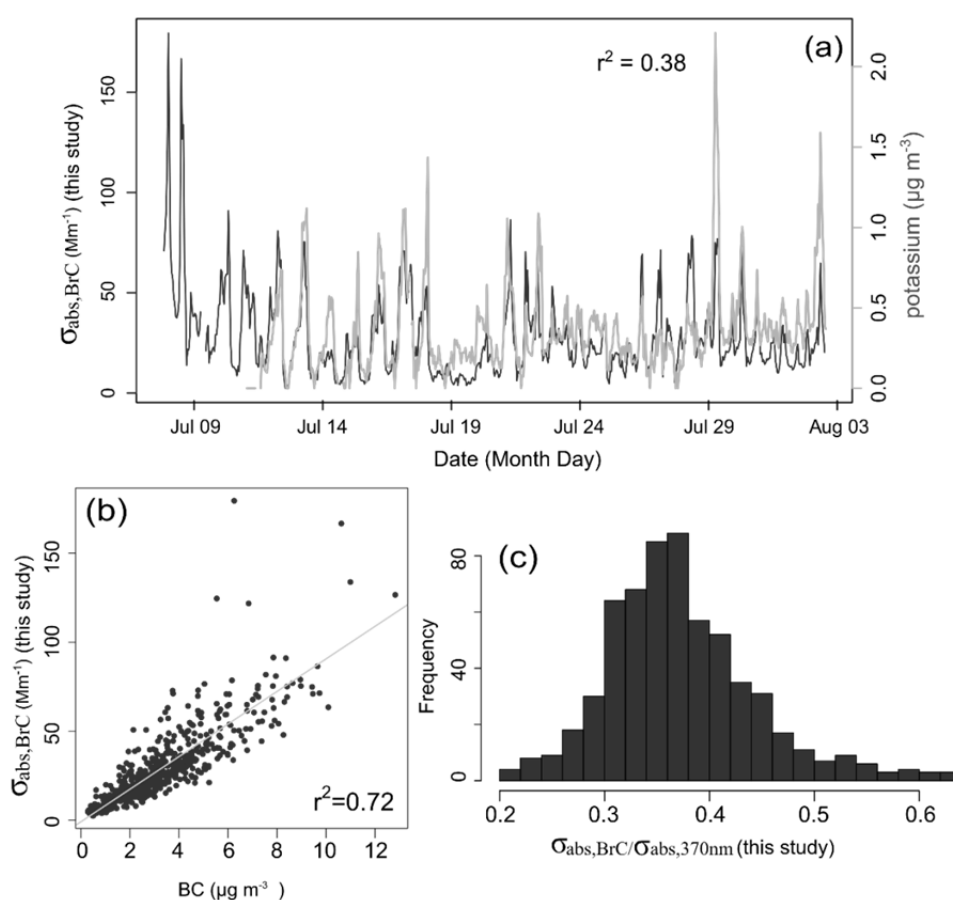 (a)
r² = 0.38
σabs,BrC (Mm⁻¹) (this study)
0 50 100 150
potassium (µg m⁻³)
0.0 0.5 1.0 1.5 2.0
Jul 09 Jul 14 Jul 19 Jul 24 Jul 29 Aug 03
Date (Month Day)
(b)
σabs,BrC (Mm⁻¹) (this study)
0 50 100 150
r²=0.72
0 2 4 6 8 10 12
BC (µg m⁻³)
(c)
Frequency
0 40 80
0.2 0.3 0.4 0.5 0.6
σabs,BrC/σabs,370nm (this study)